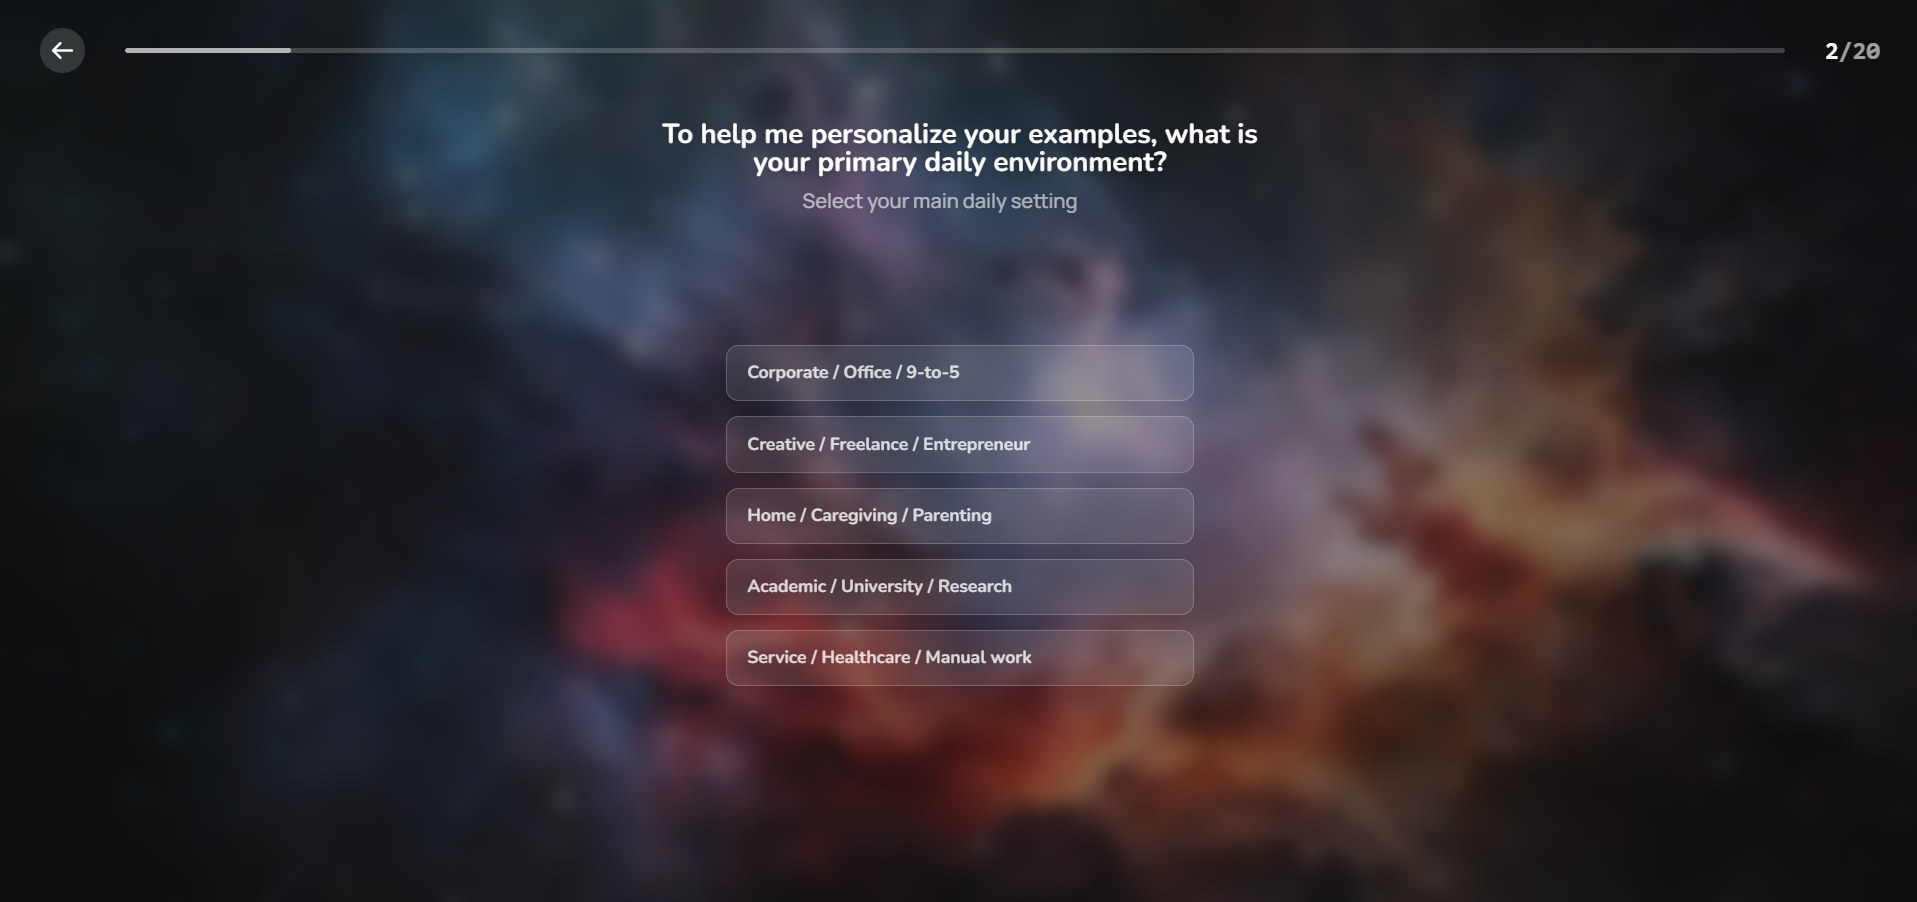 2/20
To help me personalize your examples, what is
your primary daily environment?
Select your main daily setting
Corporate / Office / 9-to-5
Creative / Freelance / Entrepreneur
Home / Caregiving / Parenting
Academic / University / Research
Service / Healthcare / Manual work